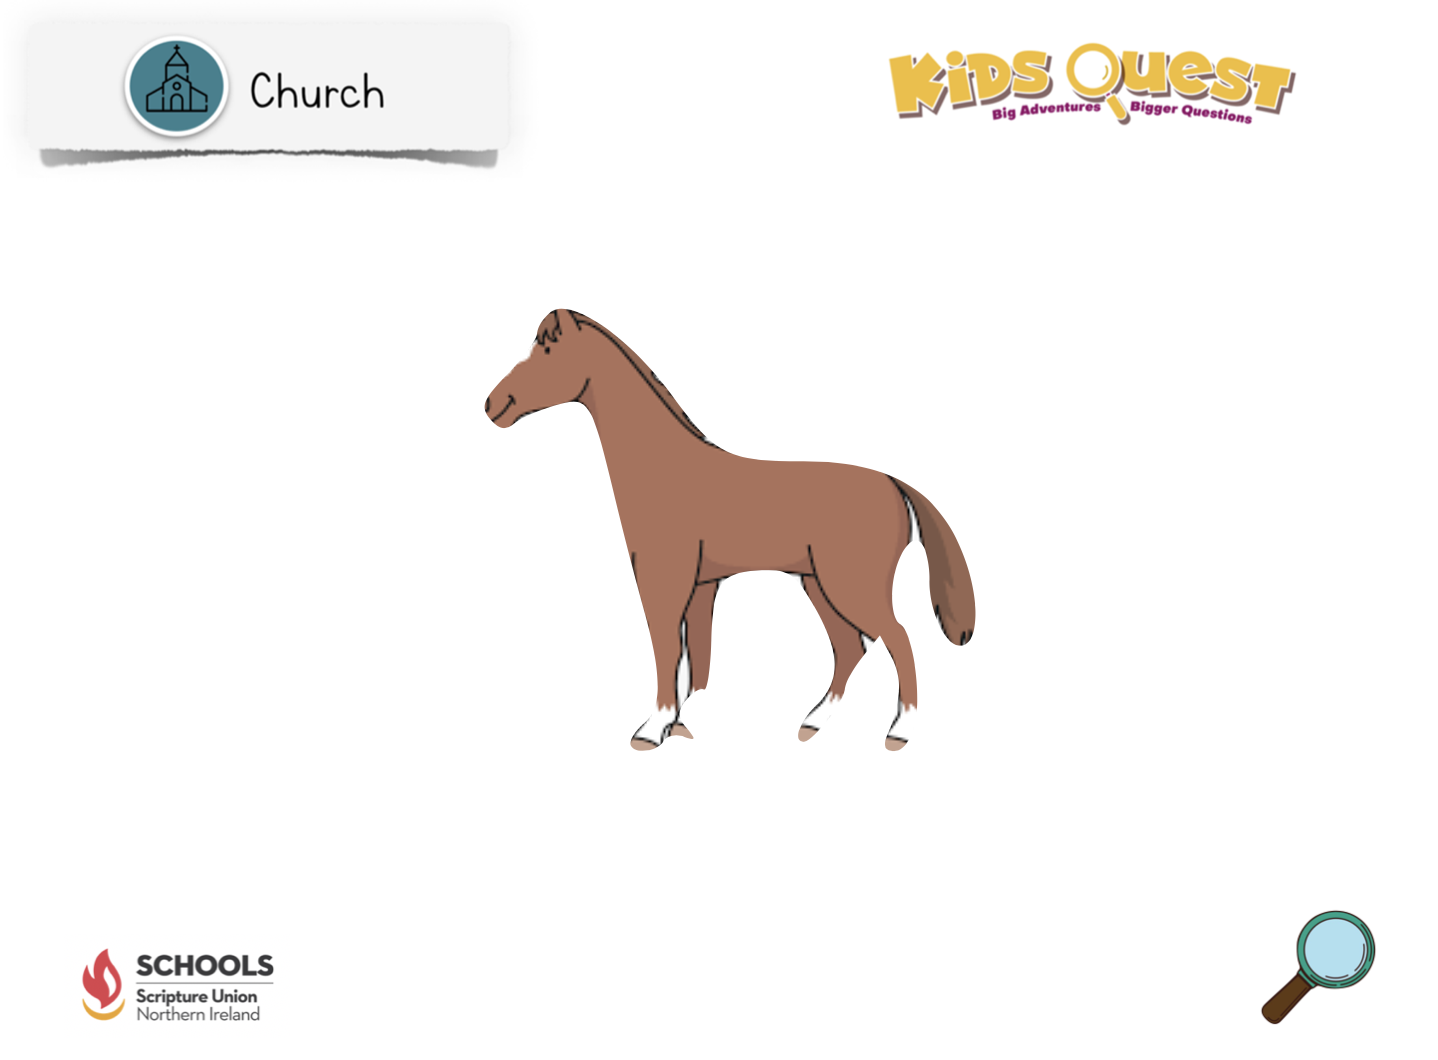 Church
KiDS QUEST
Big Adventures Bigger Questions
SCHOOLS
Scripture Union
Northern Ireland